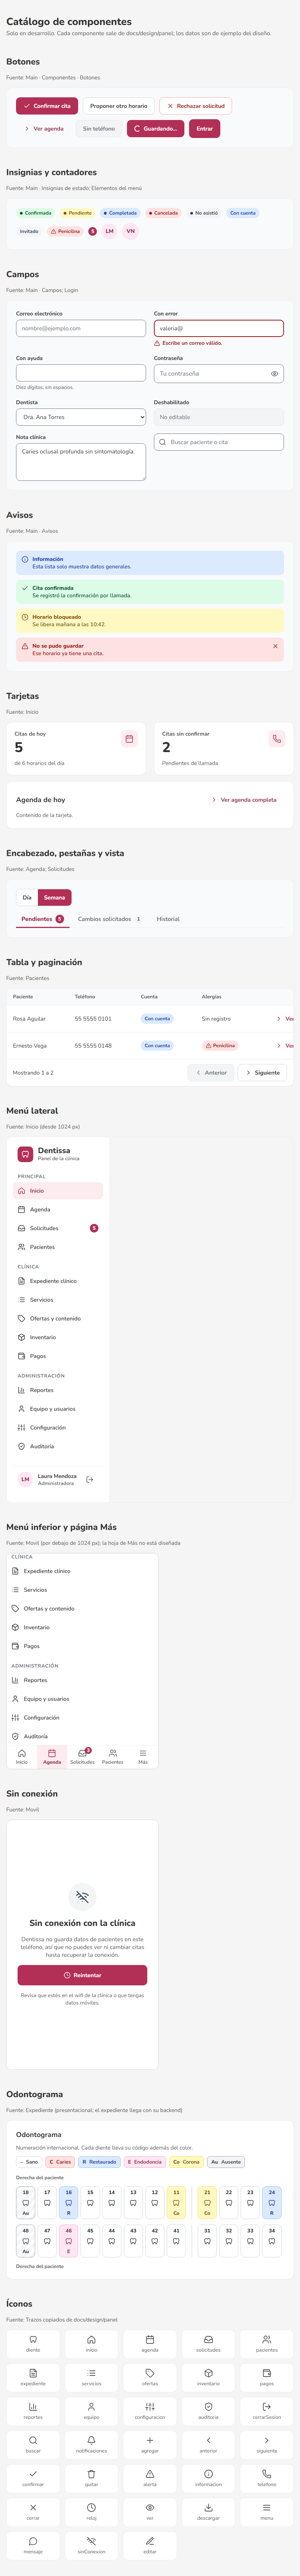 Catálogo de componentes
Solo en desarrollo. Cada componente sale de docs/design/panel; los datos son de ejemplo del diseño.
Botones
Fuente: Main · Componentes · Botones
Confirmar cita
Proponer otro horario
Rechazar solicitud
Ver agenda
Sin teléfono
Guardando…
Entrar
Insignias y contadores
Fuente: Main · Insignias de estado, Elementos del menú
Confirmada
Pendiente
Completada
Cancelada
No asistió
Con cuenta
Invitado
Penicilina
5
LM
VN
Campos
Fuente: Main · Campos; Login
Correo electrónico
nombre@ejemplo.com
Con error
valeria@
Escribe un correo válido.
Con ayuda
Diez dígitos, sin espacios.
Contraseña
Tu contraseña
Dentista
Dra. Ana Torres
Deshabilitado
No editable
Nota clínica
Caries oclusal profunda sin sintomatología.
Buscar paciente o cita
Avisos
Fuente: Main · Avisos
Información
Esta lista solo muestra datos generales.
Cita confirmada
Se registró la confirmación por llamada.
Horario bloqueado
Se libera mañana a las 10:42.
No se pudo guardar
Ese horario ya tiene una cita.
Tarjetas
Fuente: Inicio
Citas de hoy
5
de 6 horarios del día
Citas sin confirmar
2
Pendientes de llamada
Agenda de hoy
Ver agenda completa
Contenido de la tarjeta.
Encabezado, pestañas y vista
Fuente: Agenda; Solicitudes
Día
Semana
Pendientes 5
Cambios solicitados 1
Historial
Tabla y paginación
Fuente: Pacientes
Paciente Teléfono Cuenta Alergias
Rosa Aguilar 55 5555 0101 Con cuenta Sin registro
Ernesto Vega 55 5555 0148 Con cuenta Penicilina
Mostrando 1 a 2
Anterior
Siguiente
Menú lateral
Fuente: Inicio (desde 1024 px)
Dentissa
Panel de la clínica
PRINCIPAL
Inicio
Agenda
Solicitudes 5
Pacientes
CLÍNICA
Expediente clínico
Servicios
Ofertas y contenido
Inventario
Pagos
ADMINISTRACIÓN
Reportes
Equipo y usuarios
Configuración
Auditoría
LM
Laura Mendoza
Administradora
Menú inferior y página Más
Fuente: Movil (por debajo de 1024 px); la hoja de Más no está diseñada
CLÍNICA
Expediente clínico
Servicios
Ofertas y contenido
Inventario
Pagos
ADMINISTRACIÓN
Reportes
Equipo y usuarios
Configuración
Auditoría
Inicio
Agenda
Solicitudes
Pacientes
Más
Sin conexión
Fuente: Movil
Sin conexión con la clínica
Dentissa no guarda datos de pacientes en este
teléfono, así que puedes ver ni cambiar citas
hasta recuperar la conexión.
Reintentar
Revisa que estés en el wifi de la clínica o que tengas
datos móviles.
Odontograma
Fuente: Expediente (presentacional; el expediente llega con su backend)
Odontograma
Numeración internacional. Cada diente lleva su código además del color.
– Sano
C Caries
R Restaurado
E Endodoncia
Co Corona
Au Ausente
Derecha del paciente
18 17 16 15 14 13 12 11 21 22 23 24
Au R Co Co R
48 47 46 45 44 43 42 41 31 32 33 34
Au E
Derecha del paciente
Íconos
Fuente: Trazos copiados de docs/design/panel
diente inicio agenda solicitudes pacientes
expediente servicios ofertas inventario pagos
reportes equipo configuracion auditoria cerrarSesion
buscar notificaciones agregar anterior siguiente
confirmar quitar alerta informacion telefono
cerrar reloj ver descargar menu
mensaje sinConexion editar